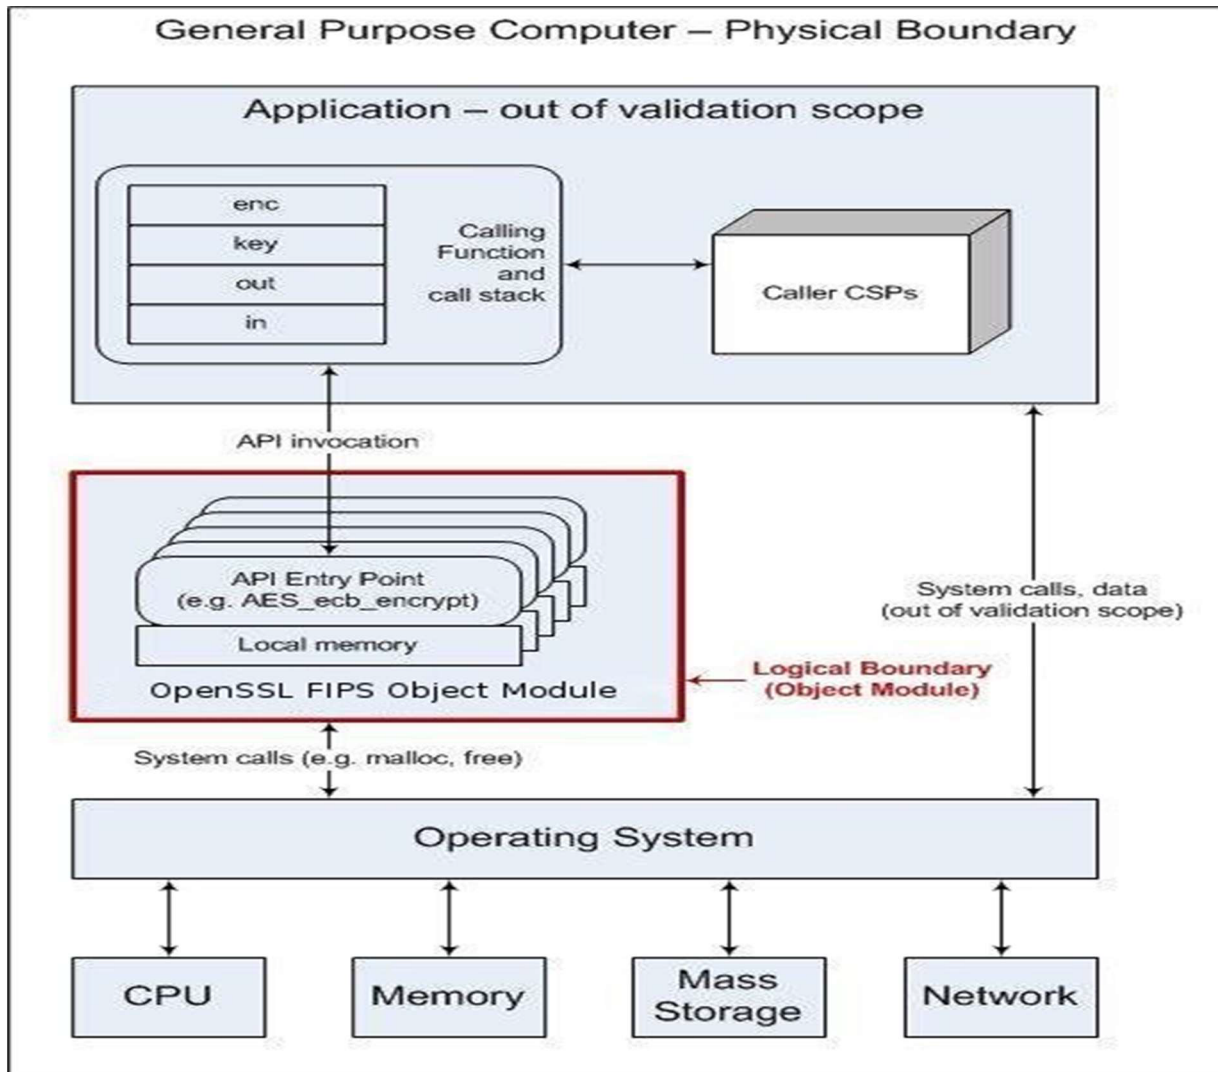 General Purpose Computer – Physical Boundary
Application – out of validation scope
enc
key
out
in
Calling
Function
and
call stack
Caller CSPs
API invocation
API Entry Point
(e.g. AES_ecb_encrypt)
Local memory
OpenSSL FIPS Object Module
Logical Boundary
(Object Module)
System calls, data
(out of validation scope)
System calls (e.g. malloc, free)
Operating System
CPU
Memory
Mass
Storage
Network